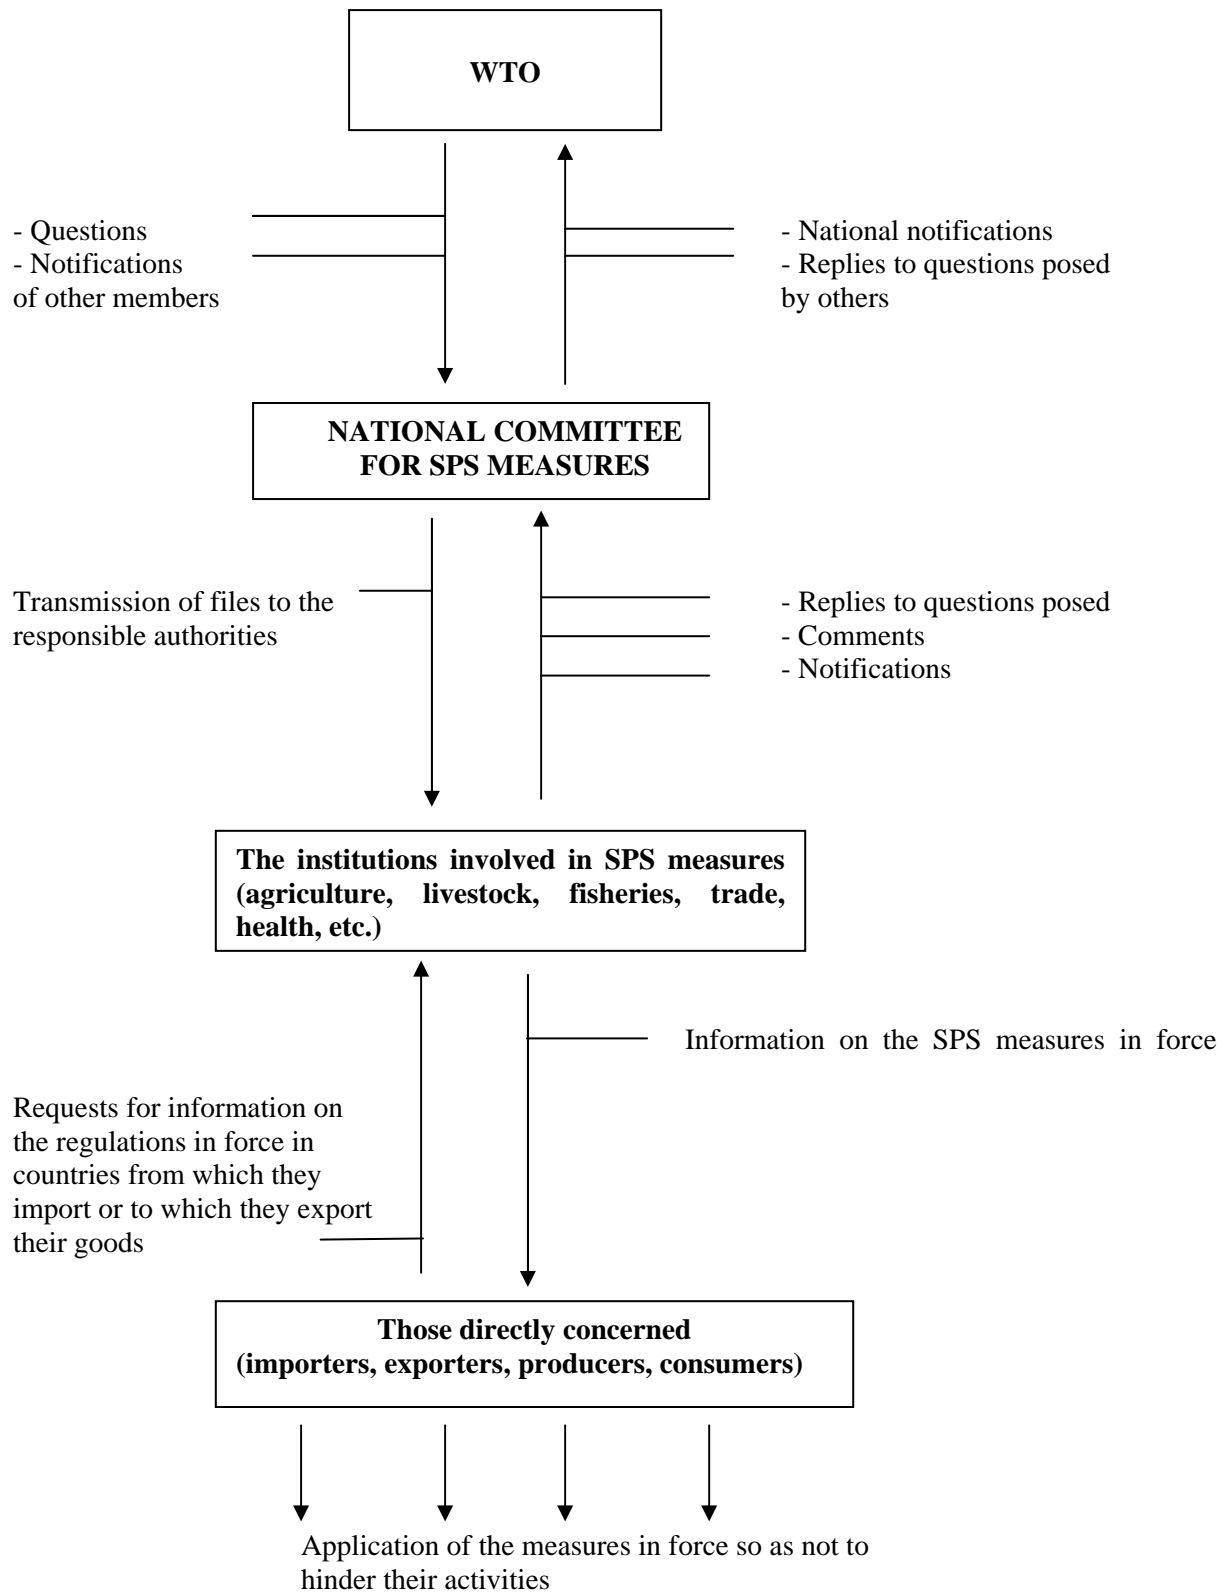 WTO
- Questions
- Notifications
of other members
- National notifications
- Replies to questions posed
by others
NATIONAL COMMITTEE
FOR SPS MEASURES
Transmission of files to the
responsible authorities
- Replies to questions posed
- Comments
- Notifications
The institutions involved in SPS measures
(agriculture, livestock, fisheries, trade,
health, etc.)
Information on the SPS measures in force
Requests for information on
the regulations in force in
countries from which they
import or to which they export
their goods
Those directly concerned
(importers, exporters, producers, consumers)
Application of the measures in force so as not to
hinder their activities